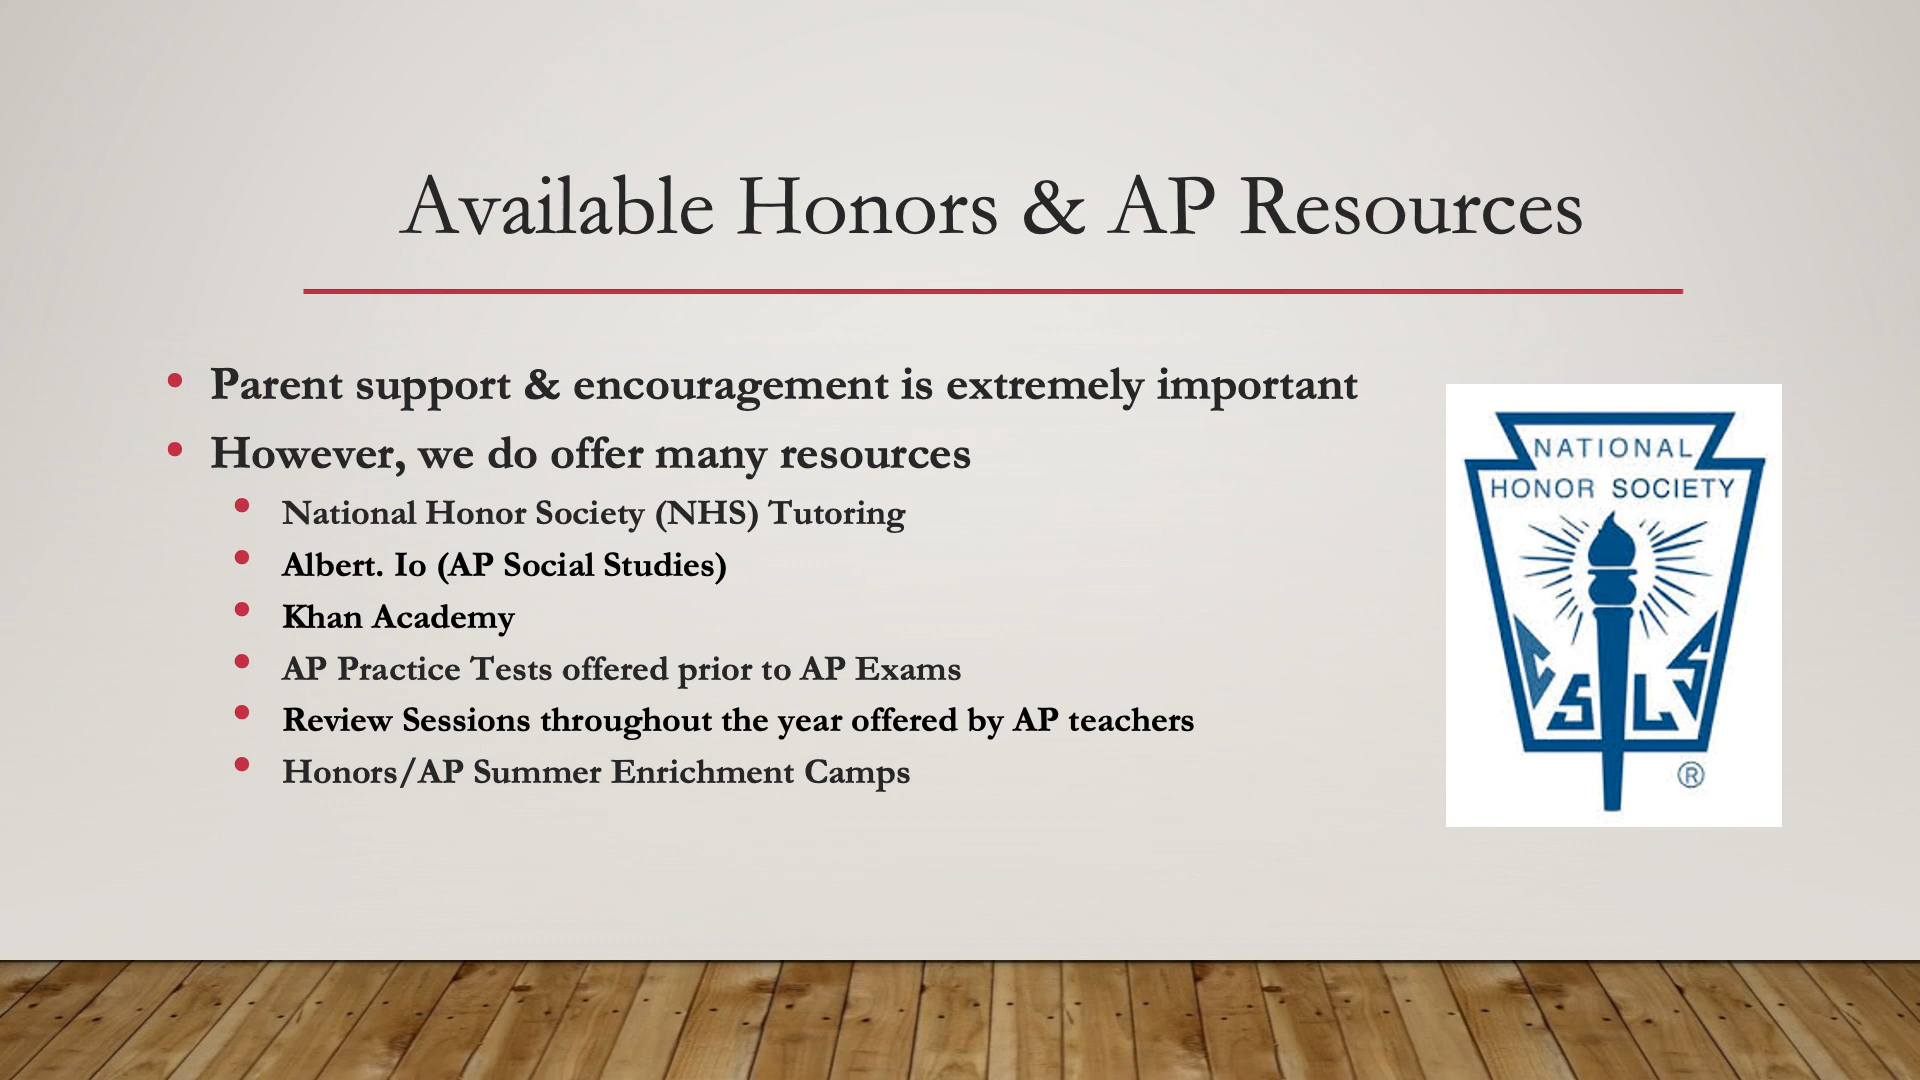 Available Honors & AP Resources
• Parent support & encouragement is extremely important
• However, we do offer many resources
• National Honor Society (NHS) Tutoring
• Albert. Io (AP Social Studies)
• Khan Academy
• AP Practice Tests offered prior to AP Exams
• Review Sessions throughout the year offered by AP teachers
• Honors/AP Summer Enrichment Camps
NATIONAL
HONOR SOCIETY
C S L S
®